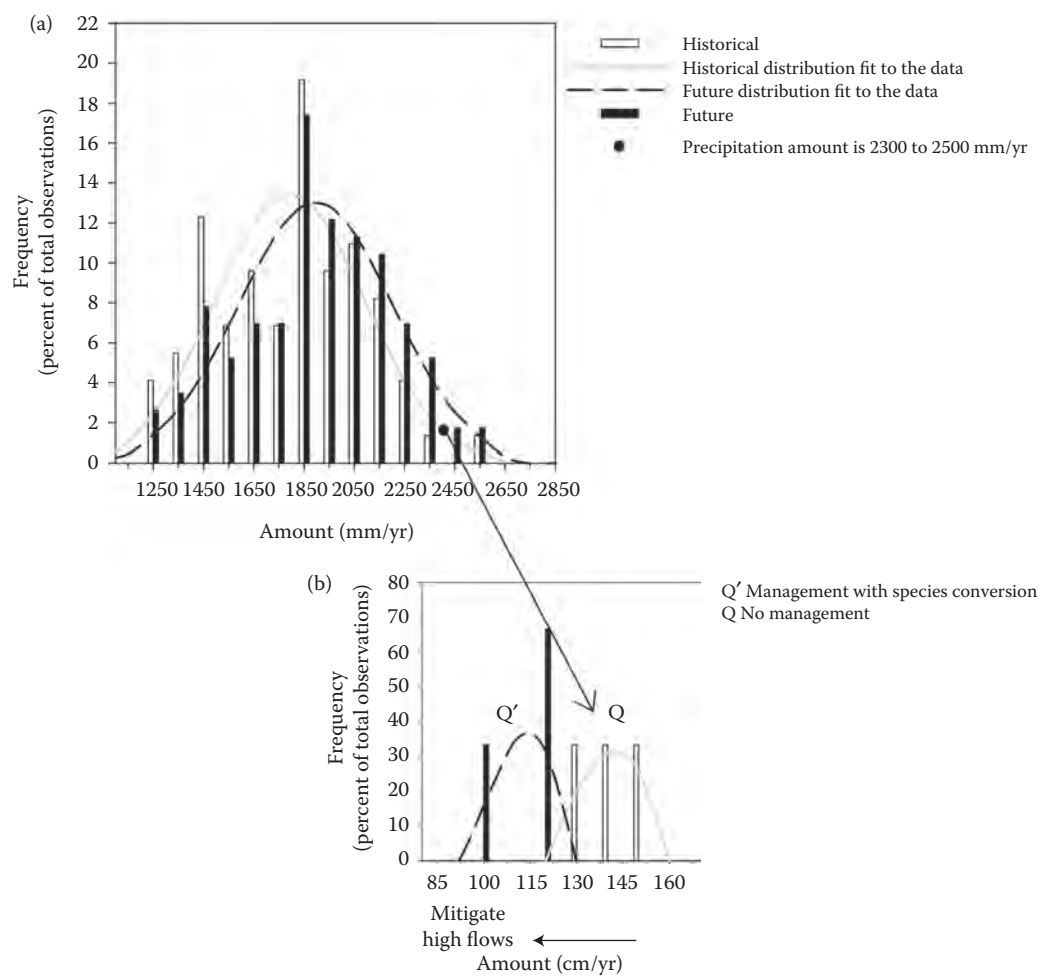 (a)
22
20
18
16
14
12
10
8
6
4
2
0
Frequency
(percent of total observations)
1250 1450 1650 1850 2050 2250 2450 2650 2850
Amount (mm/yr)
Historical
Historical distribution fit to the data
Future distribution fit to the data
Future
Precipitation amount is 2300 to 2500 mm/yr
(b)
80
70
60
50
40
30
20
10
0
Frequency
(percent of total observations)
Q′
Q
85 100 115 130 145 160
Mitigate
high flows
Amount (cm/yr)
Q′ Management with species conversion
Q No management